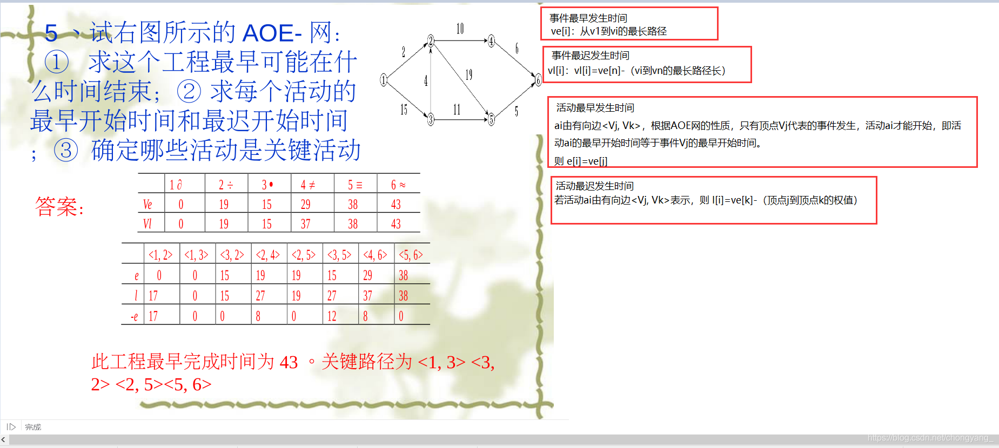 5 、试右图所示的 AOE- 网：
① 求这个工程最早可能在什
么时间结束；② 求每个活动的
最早开始时间和最迟开始时间
；③ 确定哪些活动是关键活动
10
2
②
④
6
①
4
19
⑥
15
11
5
③
⑤
答案：
1 ∂ 2 ÷ 3 • 4 ≠ 5 ≡ 6 ≈
Ve 0 19 15 29 38 43
Vl 0 19 15 37 38 43
<1, 2> <1, 3> <3, 2> <2, 4> <2, 5> <3, 5> <4, 6> <5, 6>
e 0 0 15 19 19 15 29 38
l 17 0 15 27 19 27 37 38
-e 17 0 0 8 0 12 8 0
此工程最早完成时间为 43 。关键路径为 <1, 3> <3,
2> <2, 5><5, 6>
事件最早发生时间
ve[i]：从v1到vi的最长路径
事件最迟发生时间
vl[i]：vl[i]=ve[n]-（vi到vn的最长路径长）
活动最早发生时间
ai由有向边<Vj, Vk>，根据AOE网的性质，只有顶点Vj代表的事件发生，活动ai才能开始，即活
动ai的最早开始时间等于事件Vj的最早开始时间。
则 e[i]=ve[j]
活动最迟发生时间
若活动ai由有向边<Vj, Vk>表示，则 l[i]=ve[k]-（顶点j到顶点k的权值）
完成
https://blog.csdn.net/chongyang_